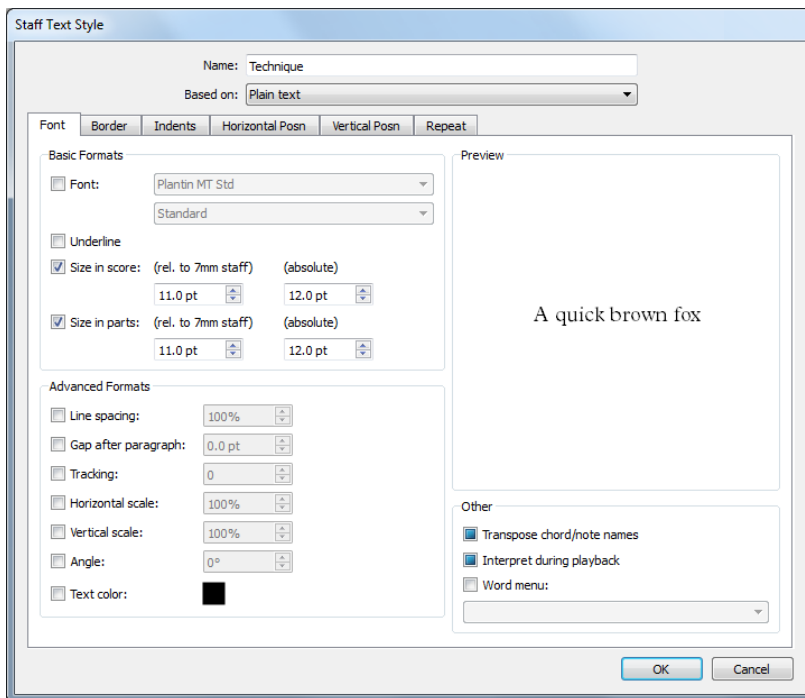 Staff Text Style
Name: Technique
Based on: Plain text
Font Border Indents Horizontal Posn Vertical Posn Repeat
Basic Formats
Font: Plantin MT Std
Standard
Underline
Size in score: (rel. to 7mm staff) (absolute)
11.0 pt 12.0 pt
Size in parts: (rel. to 7mm staff) (absolute)
11.0 pt 12.0 pt
Advanced Formats
Line spacing: 100%
Gap after paragraph: 0.0 pt
Tracking: 0
Horizontal scale: 100%
Vertical scale: 100%
Angle: 0°
Text color:
Preview
A quick brown fox
Other
Transpose chord/note names
Interpret during playback
Word menu:
OK Cancel